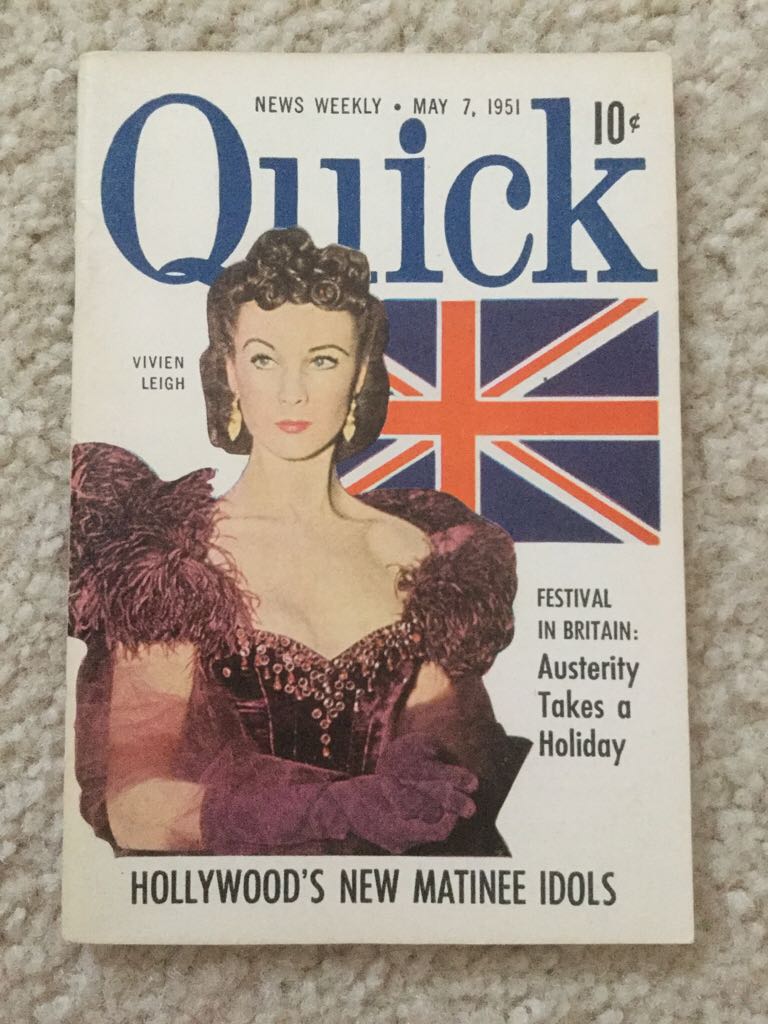 NEWS WEEKLY • MAY 7, 1951
10¢
Quick
VIVIEN
LEIGH
FESTIVAL
IN BRITAIN:
Austerity
Takes a
Holiday
HOLLYWOOD'S NEW MATINEE IDOLS